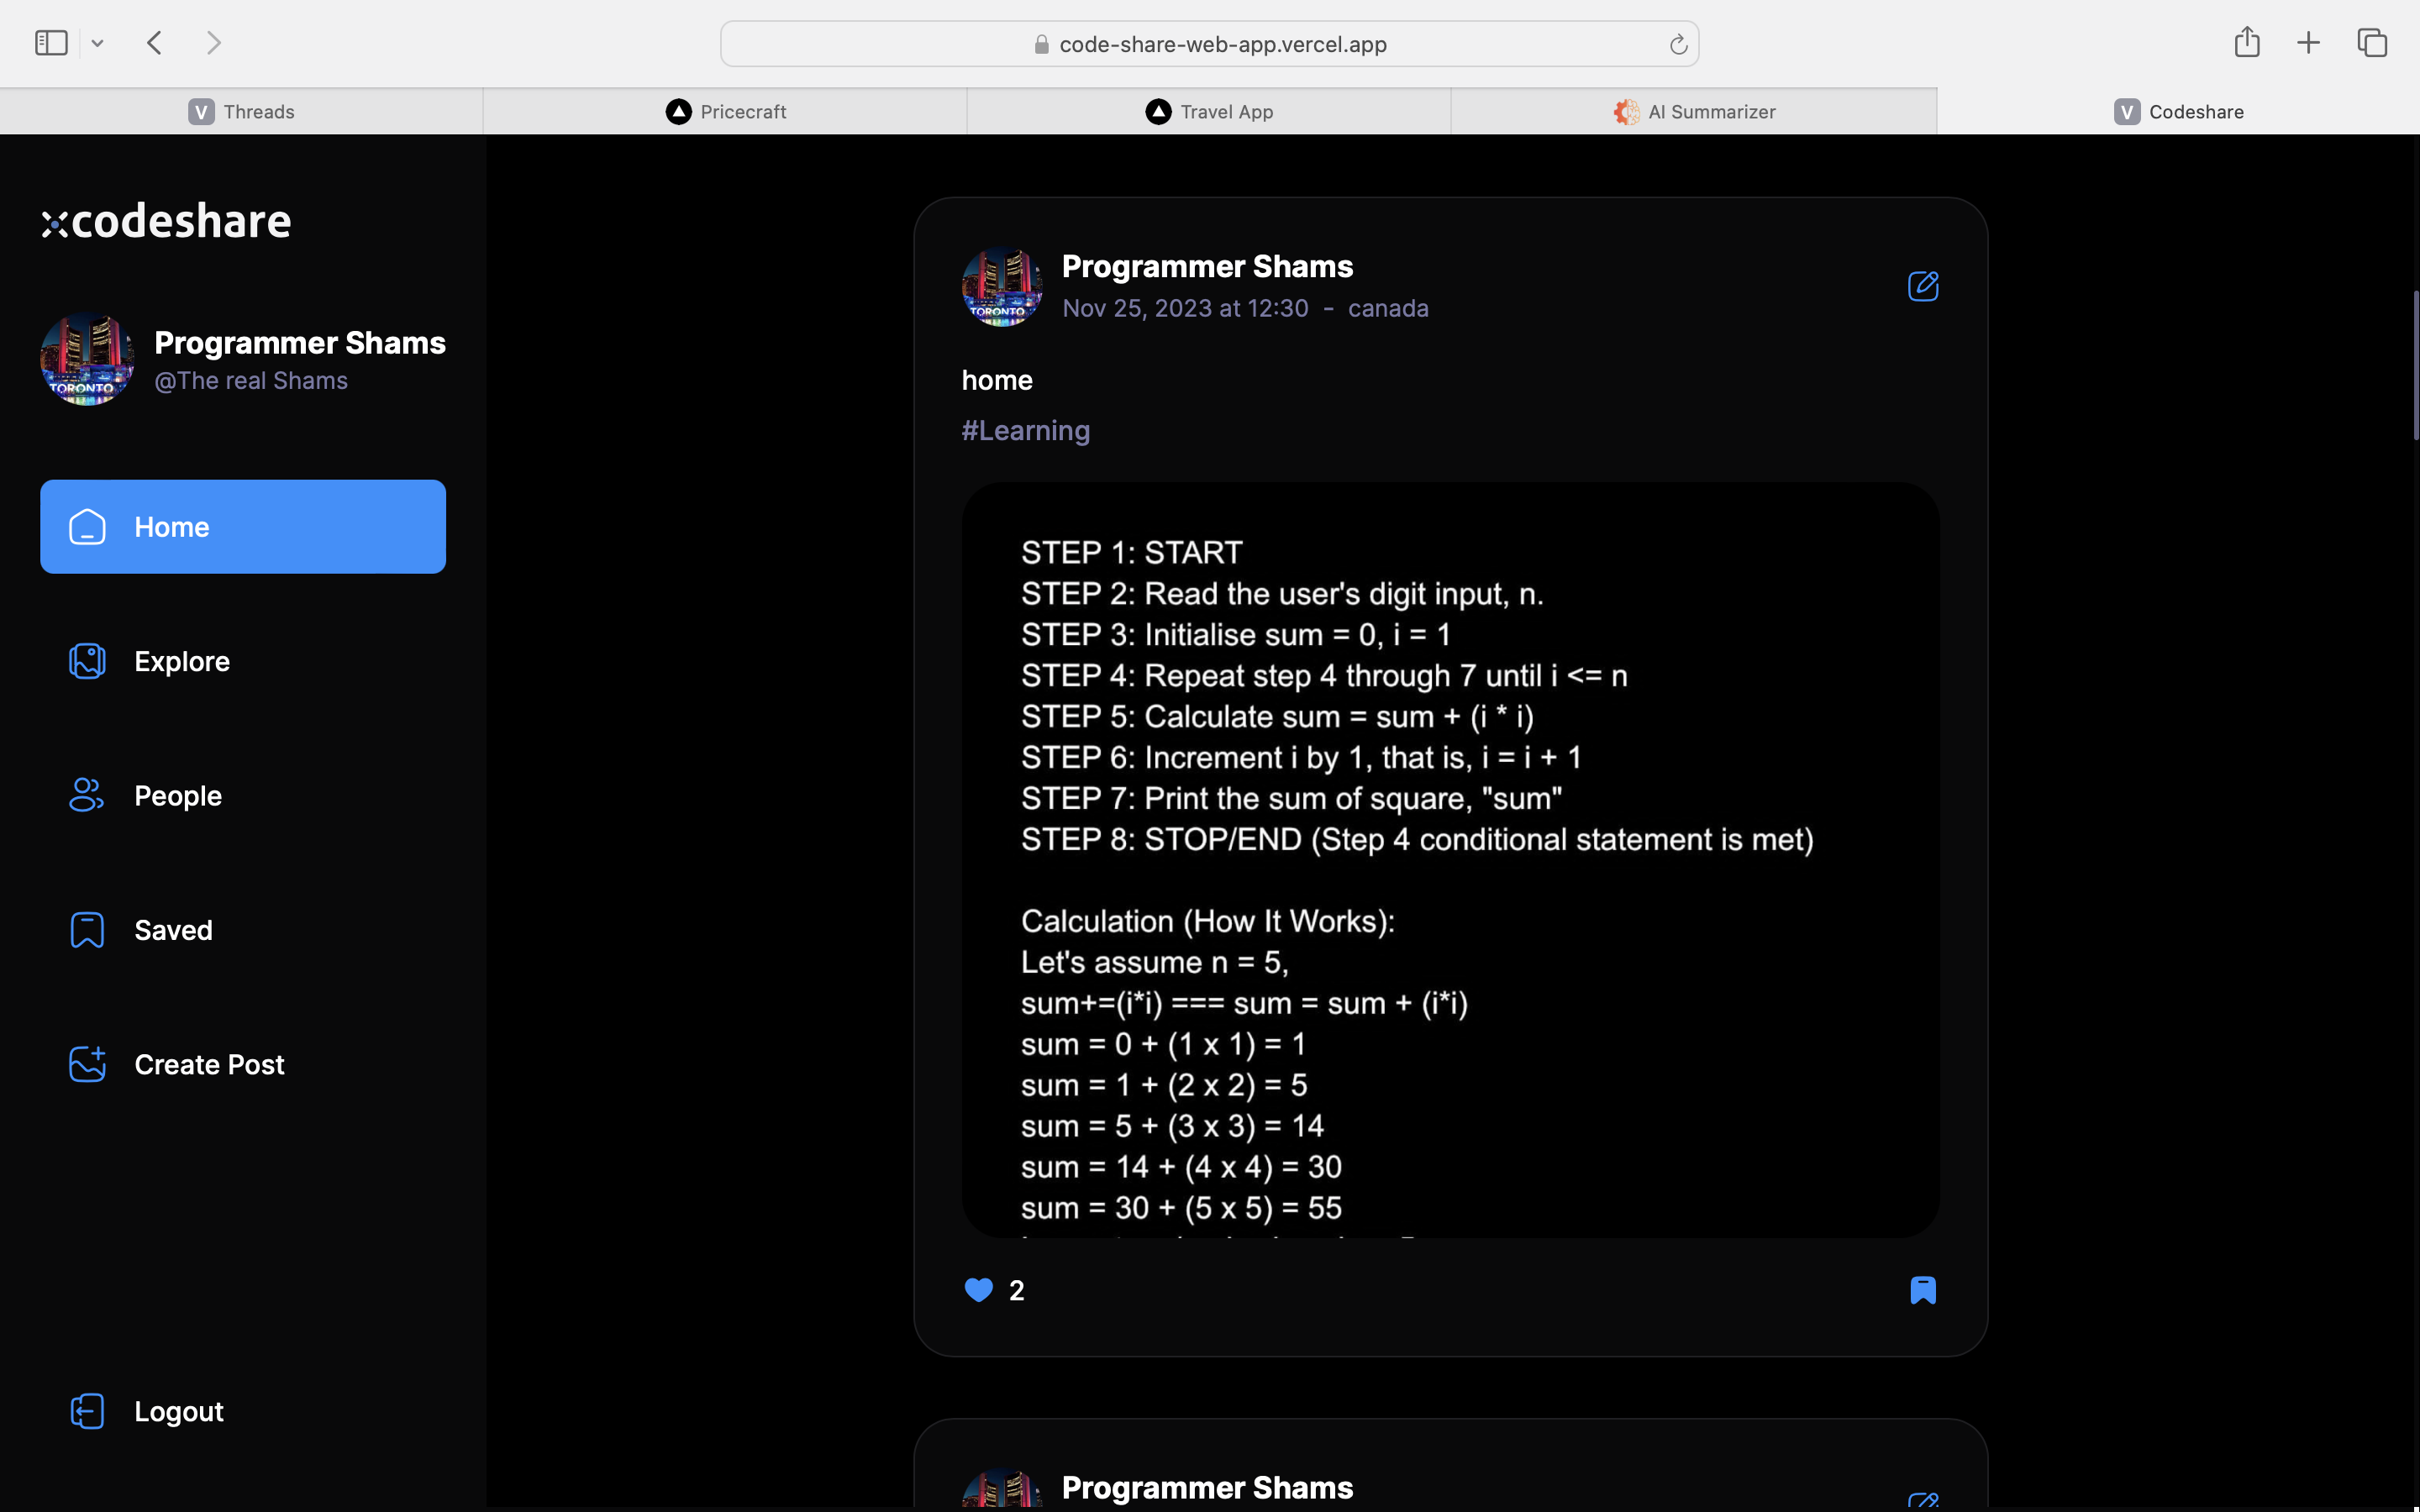 code-share-web-app.vercel.app
V Threads
Pricecraft
Travel App
AI Summarizer
V Codeshare
codeshare
Programmer Shams
@The real Shams
Home
Explore
People
Saved
Create Post
Logout
Programmer Shams
Nov 25, 2023 at 12:30 - canada
home
#Learning
STEP 1: START
STEP 2: Read the user's digit input, n.
STEP 3: Initialise sum = 0, i = 1
STEP 4: Repeat step 4 through 7 until i <= n
STEP 5: Calculate sum = sum + (i * i)
STEP 6: Increment i by 1, that is, i = i + 1
STEP 7: Print the sum of square, "sum"
STEP 8: STOP/END (Step 4 conditional statement is met)
Calculation (How It Works):
Let's assume n = 5,
sum+=(i*i) === sum = sum + (i*i)
sum = 0 + (1 x 1) = 1
sum = 1 + (2 x 2) = 5
sum = 5 + (3 x 3) = 14
sum = 14 + (4 x 4) = 30
sum = 30 + (5 x 5) = 55
2
Programmer Shams
TORONTO
TORONTO